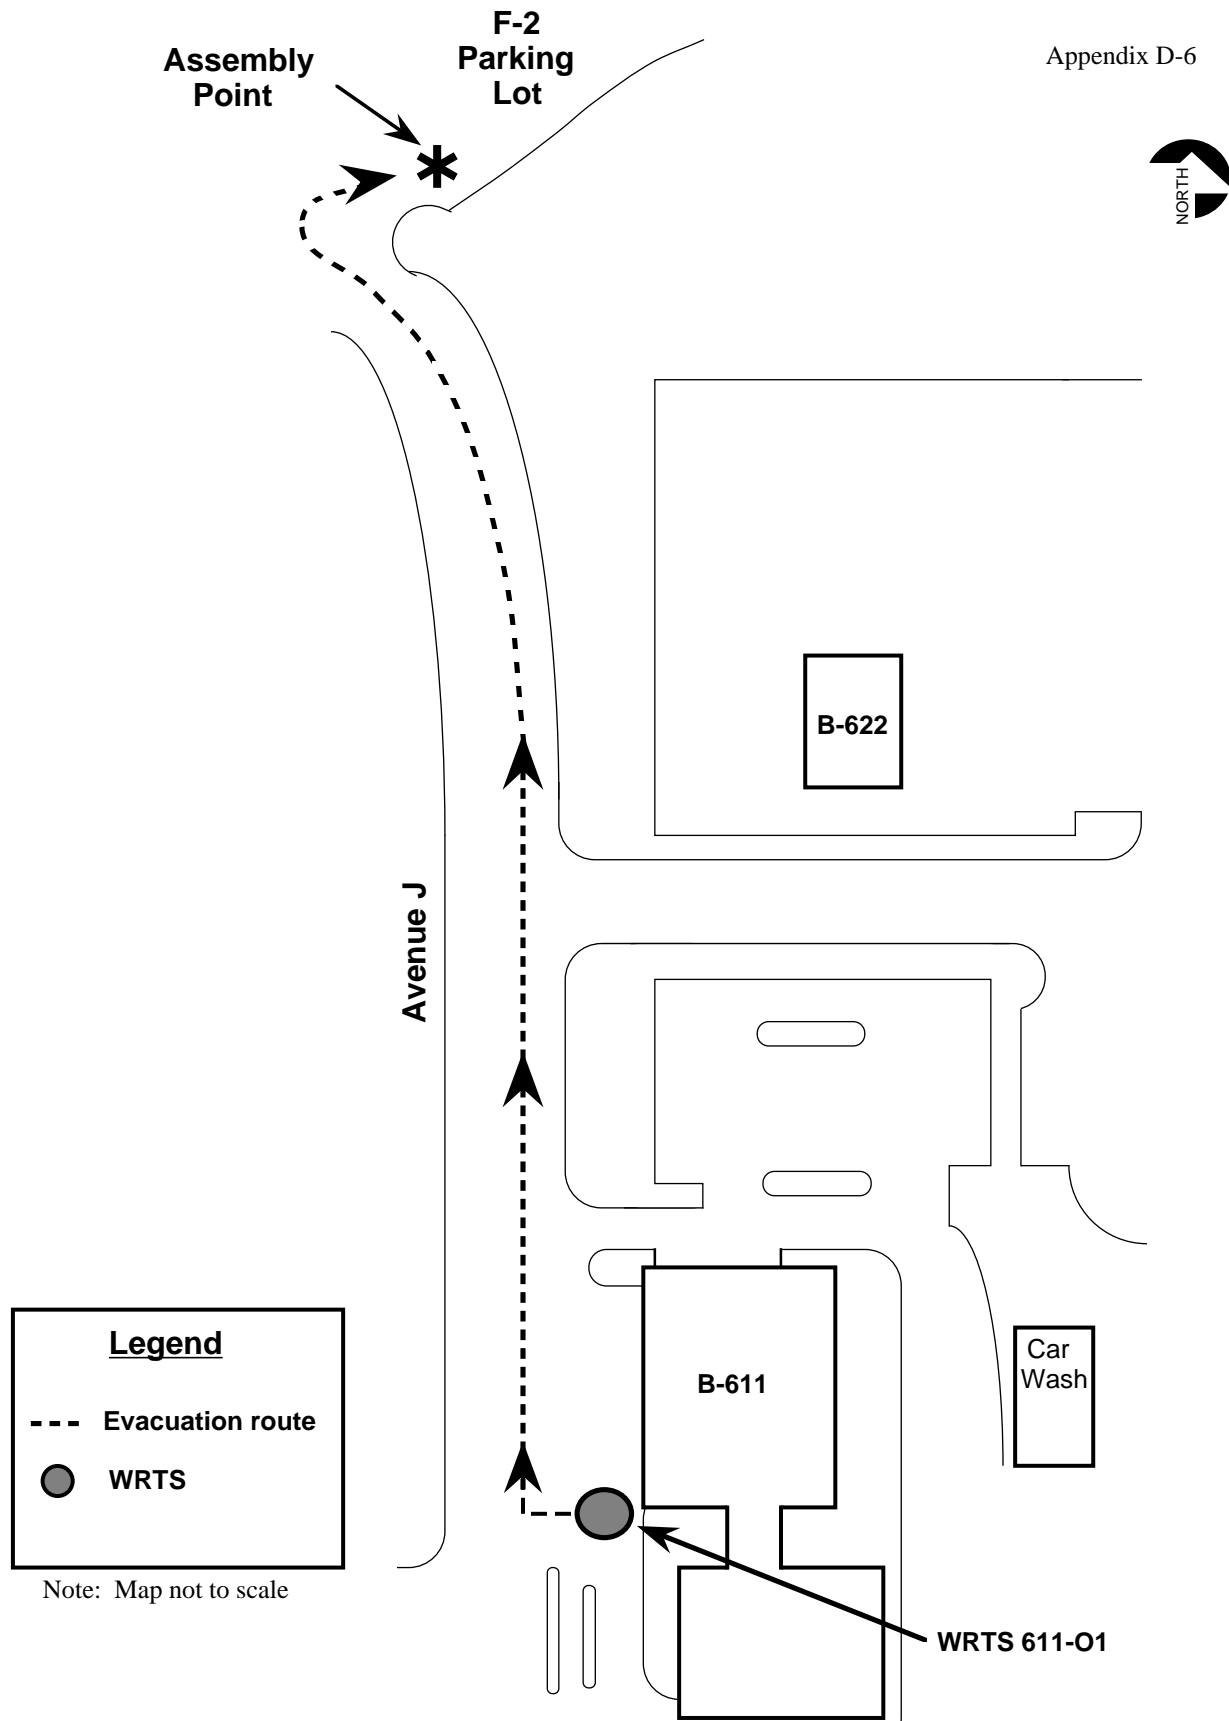 F-2
Parking
Lot
Assembly
Point
Appendix D-6
NORTH
B-622
Avenue J
Legend
Evacuation route
WRTS
B-611
Car
Wash
Note: Map not to scale
WRTS 611-O1